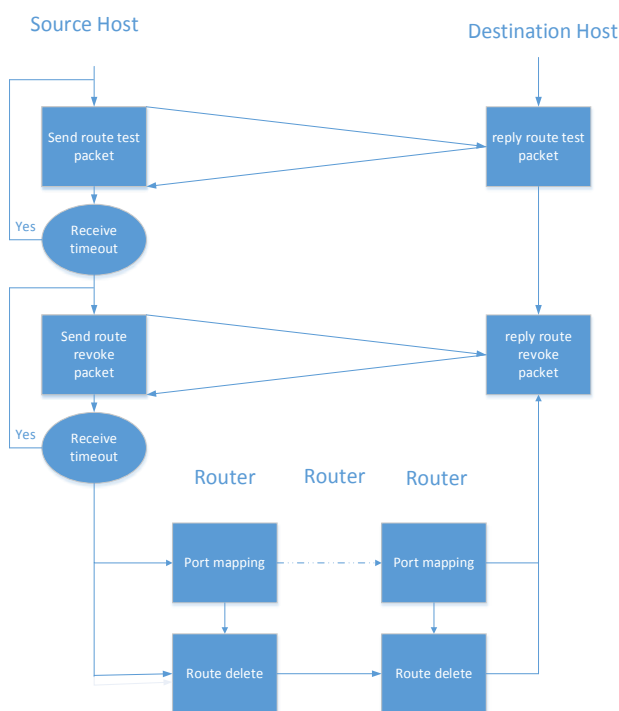 Source Host
Destination Host
Send route test
packet
reply route test
packet
Yes
Receive
timeout
Send route
revoke
packet
reply route
revoke
packet
Yes
Receive
timeout
Router
Router
Router
Port mapping
Port mapping
Route delete
Route delete